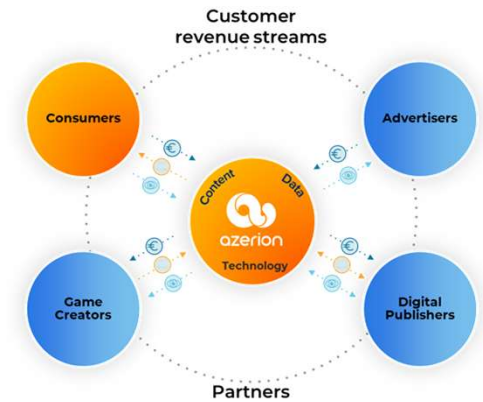 Customer
revenue streams
Consumers
Advertisers
Content
Data
azerion
Technology
€
€
€
€
Game
Creators
Digital
Publishers
Partners